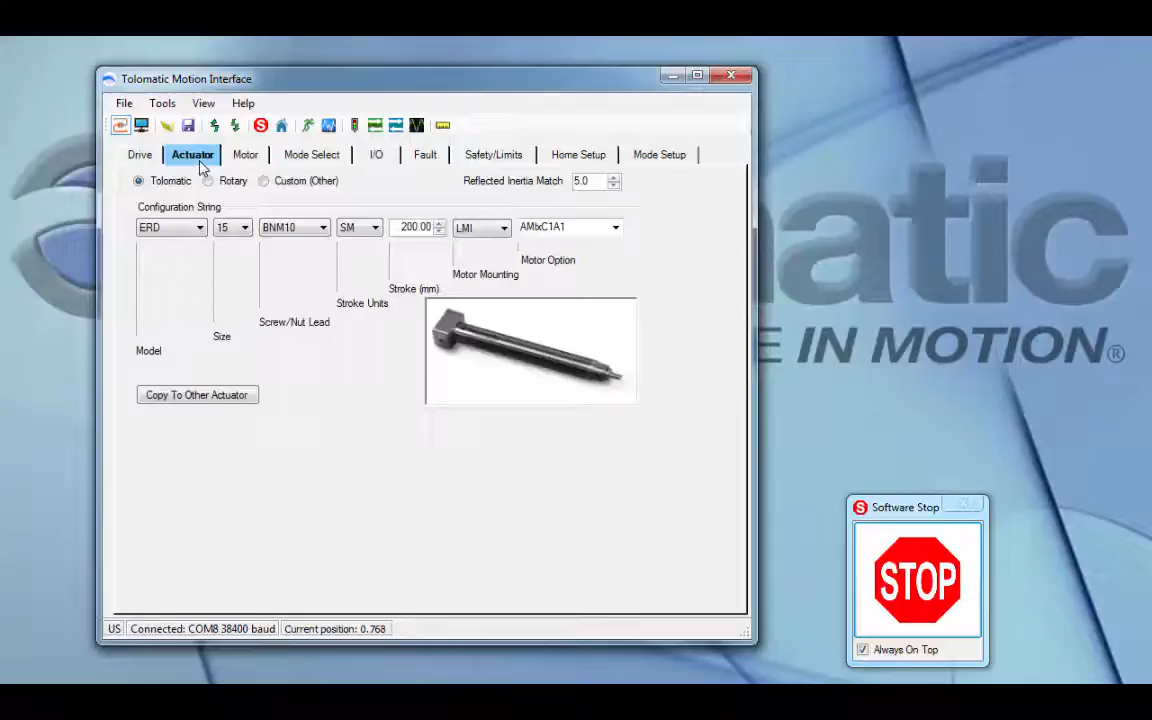 Tolomatic Motion Interface
File Tools View Help
Drive Actuator Motor Mode Select I/O Fault Safety/Limits Home Setup Mode Setup
Tolomatic Rotary Custom (Other) Reflected Inertia Match 5.0
Configuration String
ERD 15 BNM10 SM 200.00 LMI AMIxC1A1
Motor Option
Motor Mounting
Stroke (mm)
Stroke Units
Screw/Nut Lead
Size
Model
Copy To Other Actuator
US Connected: COM8 38400 baud Current position: 0.768
matic
E IN MOTION®
S Software Stop
STOP
Always On Top